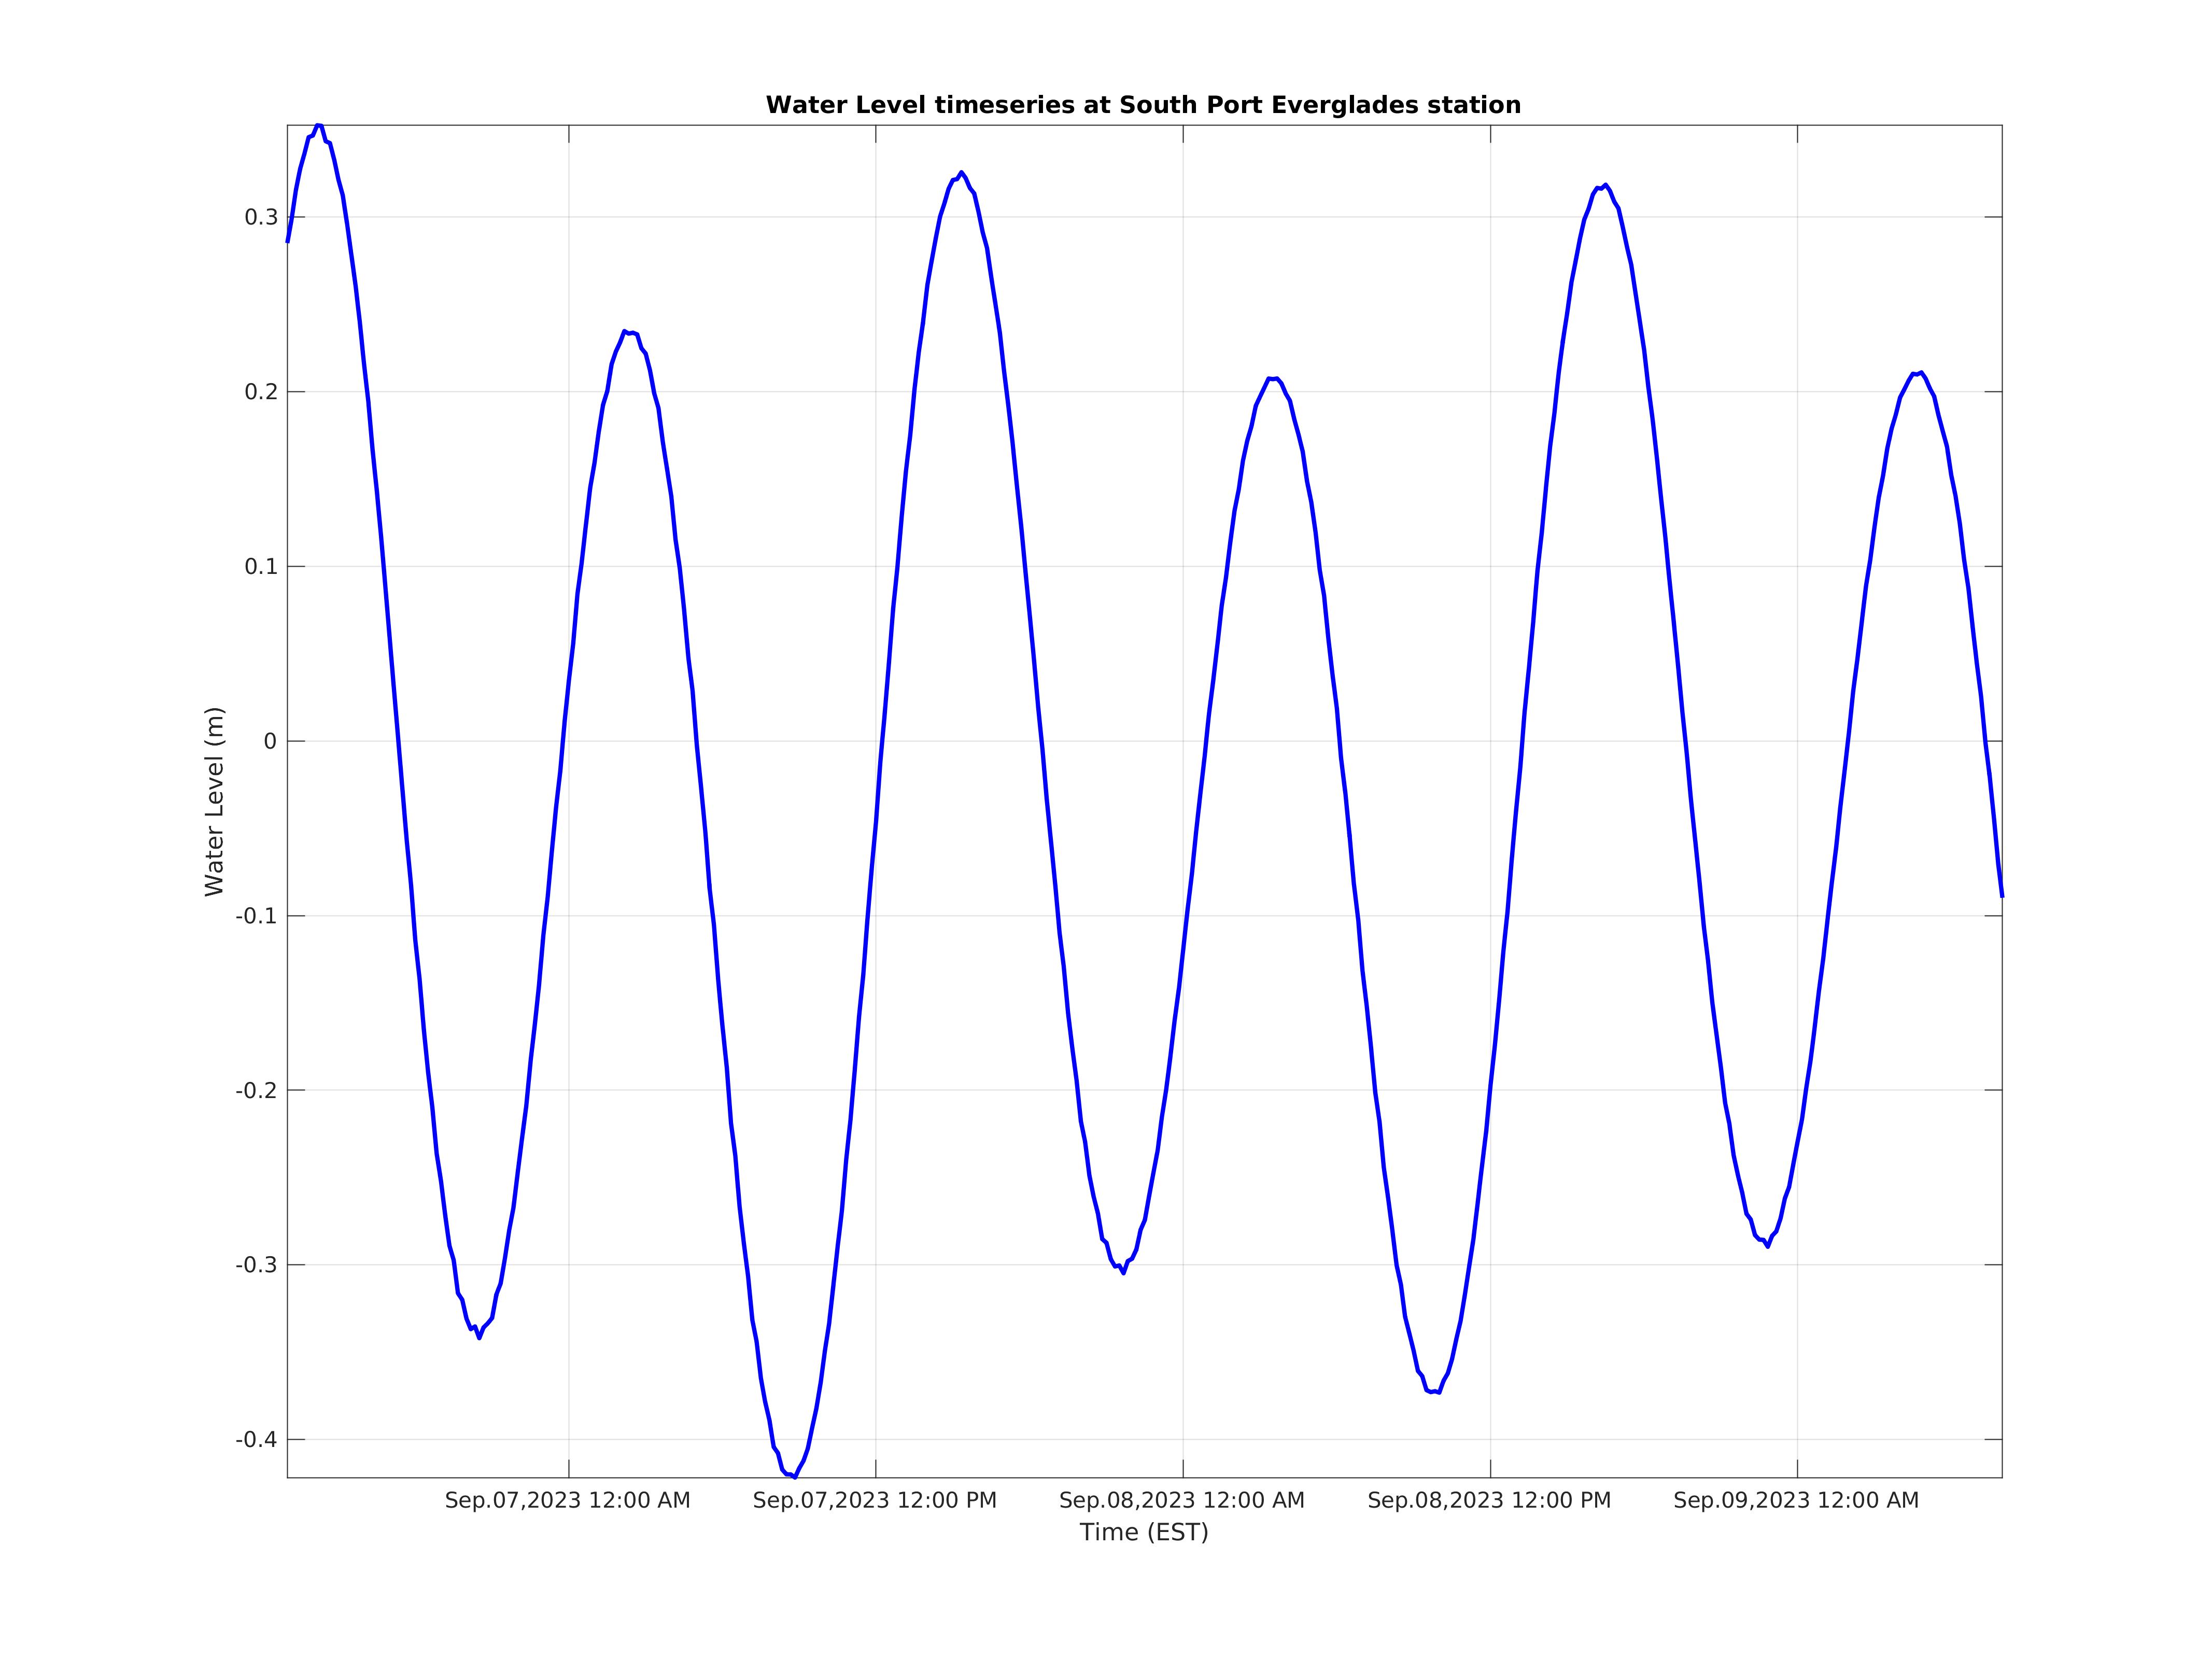 Water Level timeseries at South Port Everglades station
0.3
0.2
0.1
0
-0.1
-0.2
-0.3
-0.4
Water Level (m)
Sep.07,2023 12:00 AM
Sep.07,2023 12:00 PM
Sep.08,2023 12:00 AM
Sep.08,2023 12:00 PM
Sep.09,2023 12:00 AM
Time (EST)